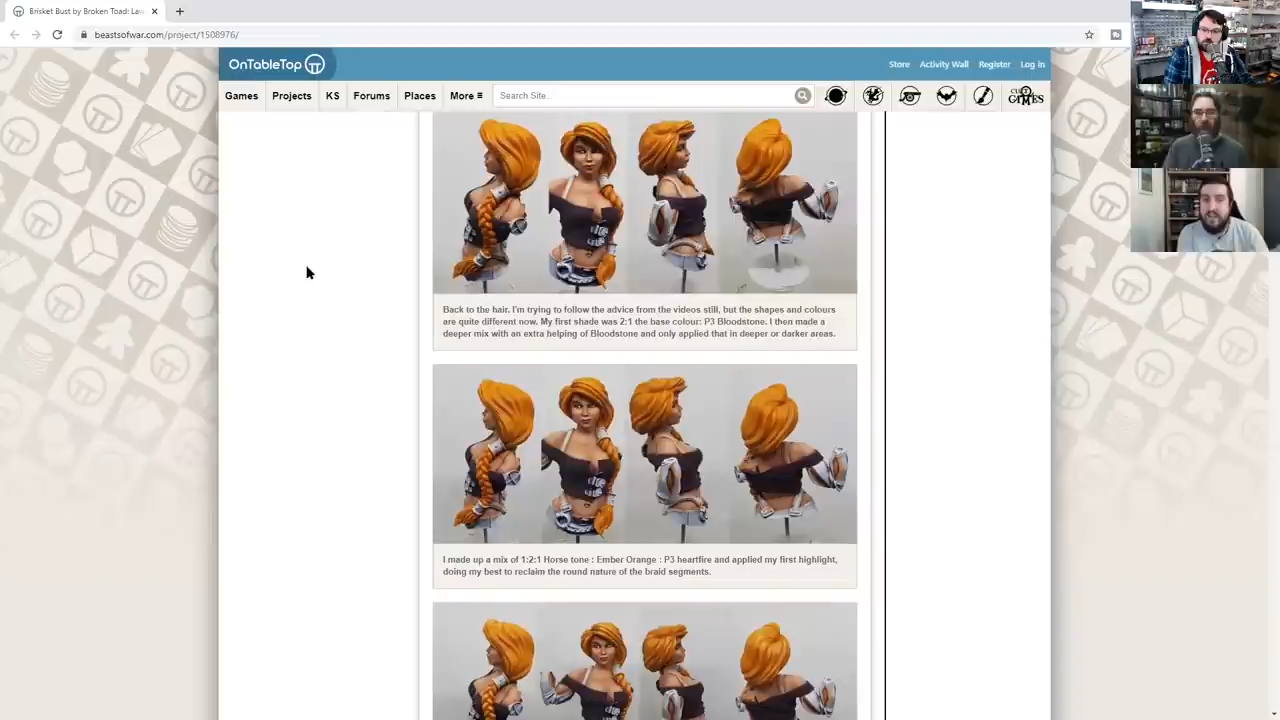 Brisket Bust by Broken Toad: La
beastsofwar.com/project/1508976/
OnTableTop
Store Activity Wall Register Log in
Games Projects KS Forums Places More Search Site...
GAMES
Back to the hair. I'm trying to follow the advice from the videos still, but the shapes and colours
are quite different now. My first shade was 2:1 the base colour: P3 Bloodstone. I then made a
deeper mix with an extra helping of Bloodstone and only applied that in deeper or darker areas.
I made up a mix of 1:2:1 Horse tone : Ember Orange : P3 heartfire and applied my first highlight,
doing my best to reclaim the round nature of the braid segments.